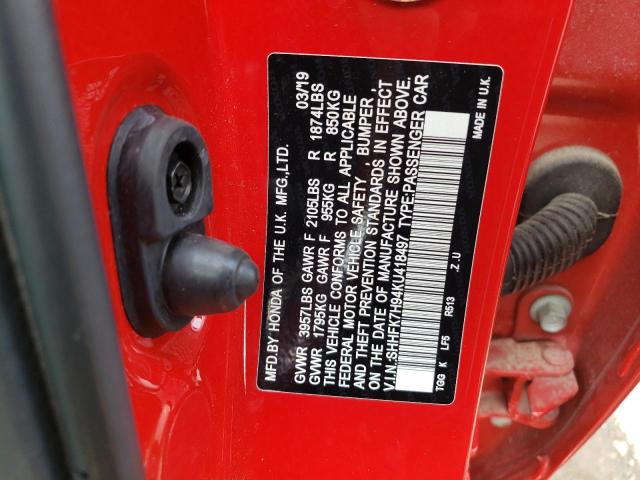 MFD.BY HONDA OF THE U.K. MFG.,LTD. 03/19
GVWR 3957LBS GAWR F 2105LBS R 1874LBS
GVWR 1795KG GAWR F 955KG R 850KG
THIS VEHICLE CONFORMS TO ALL APPLICABLE
FEDERAL MOTOR VEHICLE SAFETY , BUMPER ,
AND THEFT PREVENTION STANDARDS IN EFFECT
ON THE DATE OF MANUFACTURE SHOWN ABOVE.
V.I.N.:SHHFK7H94KU418497 TYPE:PASSENGER CAR
TGG K LF5 R513 .Z.U MADE IN U.K.